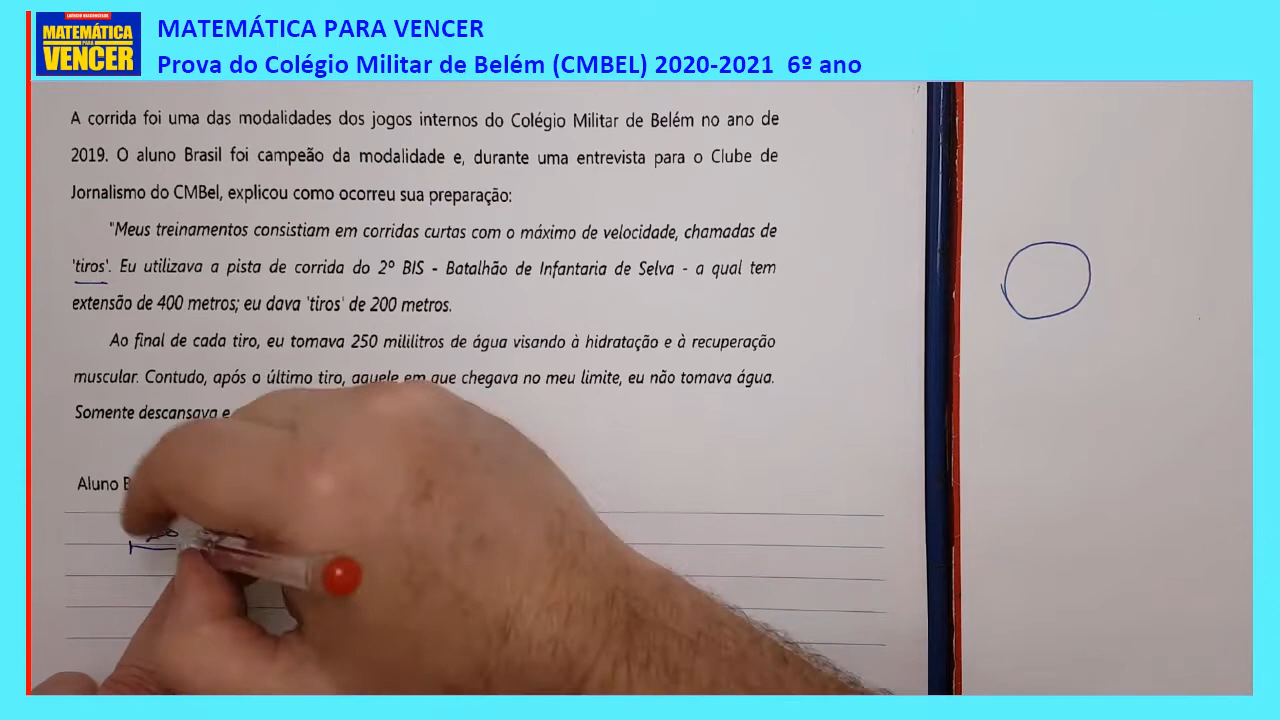 LAÉRCIO VASCONCELOS
MATEMÁTICA
PARA
VENCER
MATEMÁTICA PARA VENCER
Prova do Colégio Militar de Belém (CMBEL) 2020-2021 6º ano
A corrida foi uma das modalidades dos jogos internos do Colégio Militar de Belém no ano de
2019. O aluno Brasil foi campeão da modalidade e, durante uma entrevista para o Clube de
Jornalismo do CMBel, explicou como ocorreu sua preparação:
"Meus treinamentos consistiam em corridas curtas com o máximo de velocidade, chamadas de
'tiros'. Eu utilizava a pista de corrida do 2º BIS - Batalhão de Infantaria de Selva - a qual tem
extensão de 400 metros; eu dava 'tiros' de 200 metros.
Ao final de cada tiro, eu tomava 250 mililitros de água visando à hidratação e à recuperação
muscular. Contudo, após o último tiro, aquele em que chegava no meu limite, eu não tomava água.
Somente descansava e
Aluno B